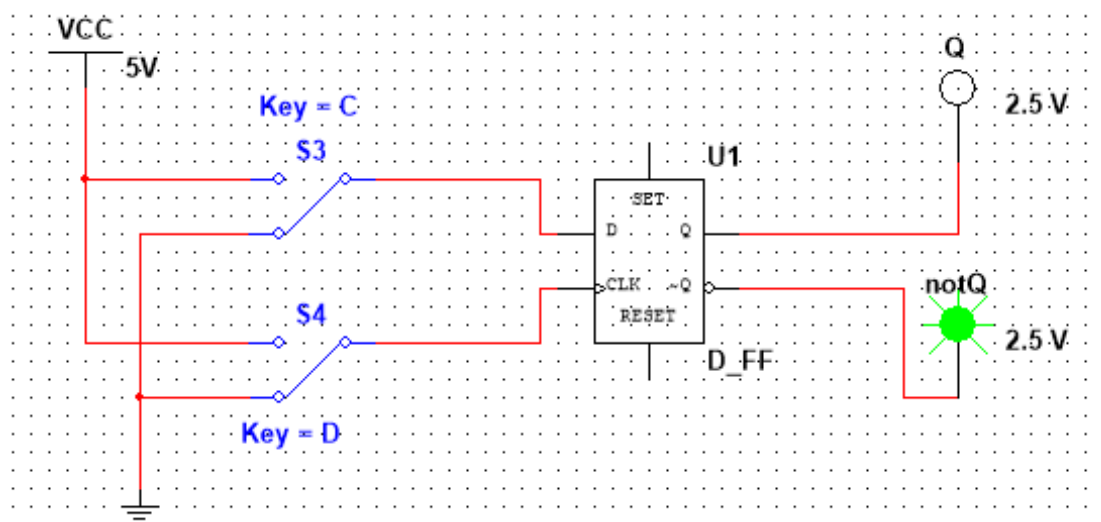 VCC
5V
Key = C
S3
Q
2.5 V
U1
SET
D Q
CLK ~Q
RESET
D_FF
notQ
2.5 V
S4
Key = D